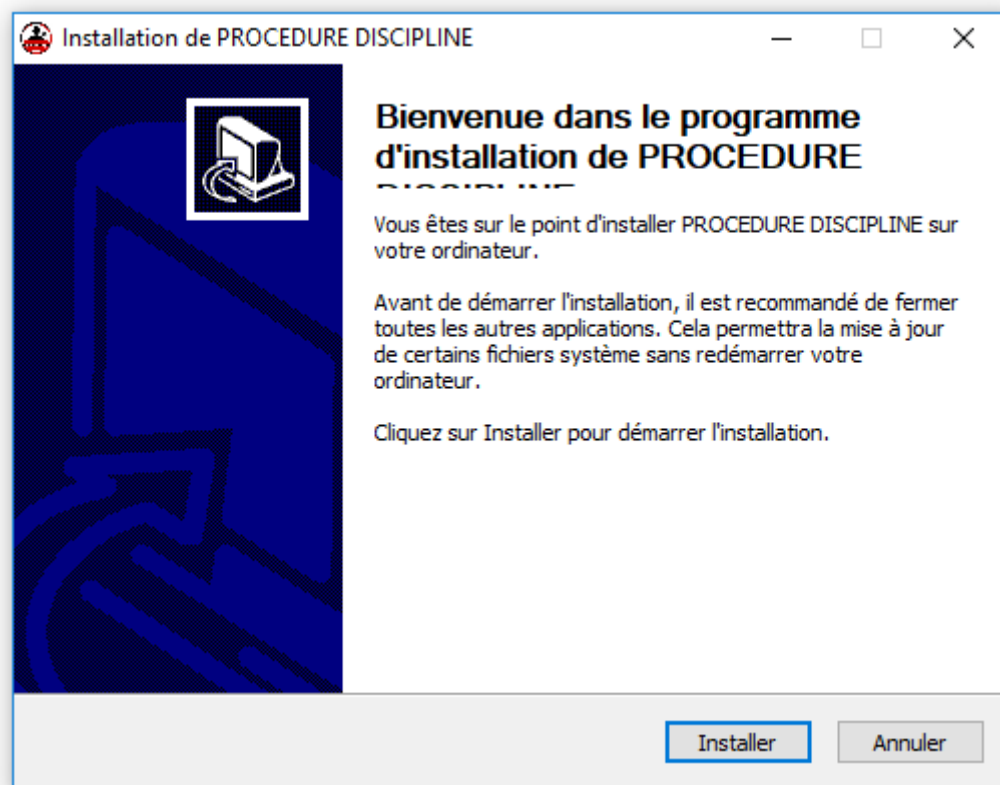 Installation de PROCEDURE DISCIPLINE
Bienvenue dans le programme
d'installation de PROCEDURE
DISCIPLINE
Vous êtes sur le point d'installer PROCEDURE DISCIPLINE sur
votre ordinateur.
Avant de démarrer l'installation, il est recommandé de fermer
toutes les autres applications. Cela permettra la mise à jour
de certains fichiers système sans redémarrer votre
ordinateur.
Cliquez sur Installer pour démarrer l'installation.
Installer
Annuler